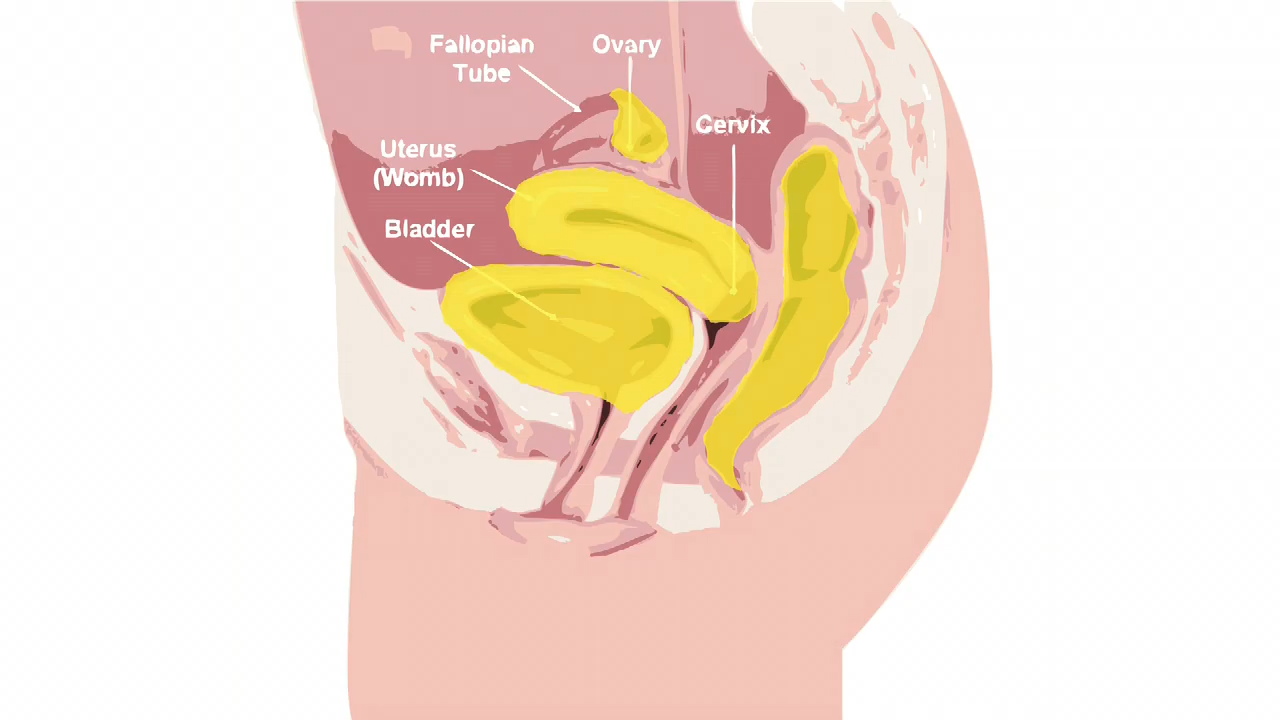 Fallopian
Tube
Ovary
Cervix
Uterus
(Womb)
Bladder